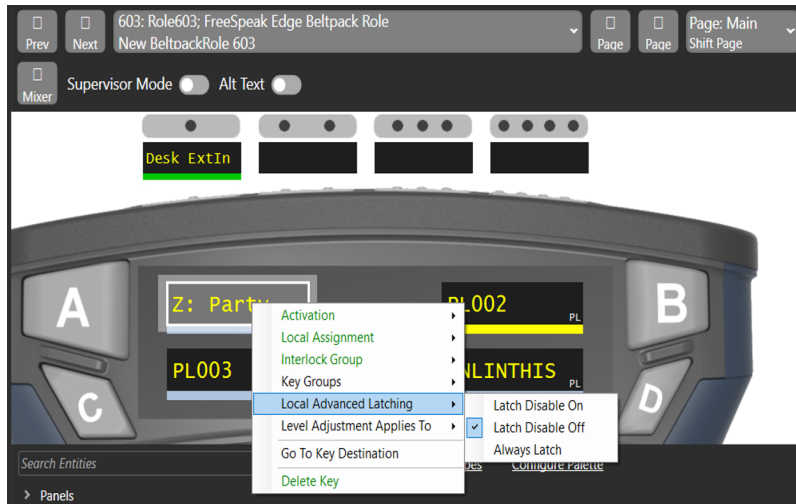 603: Role603; FreeSpeak Edge Beltpack Role
Page: Main
Prev
Next
New BeltpackRole 603
Page
Page
Shift Page
Mixer
Supervisor Mode
Alt Text
Desk ExtIn
A
Z: Party
PL002
PL
B
PL003
NLINTHIS
PL
C
D
Activation
Local Assignment
Interlock Group
Key Groups
Local Advanced Latching
Level Adjustment Applies To
Go To Key Destination
Delete Key
Latch Disable On
Latch Disable Off
Always Latch
Search Entities
Configure Palette
Panels